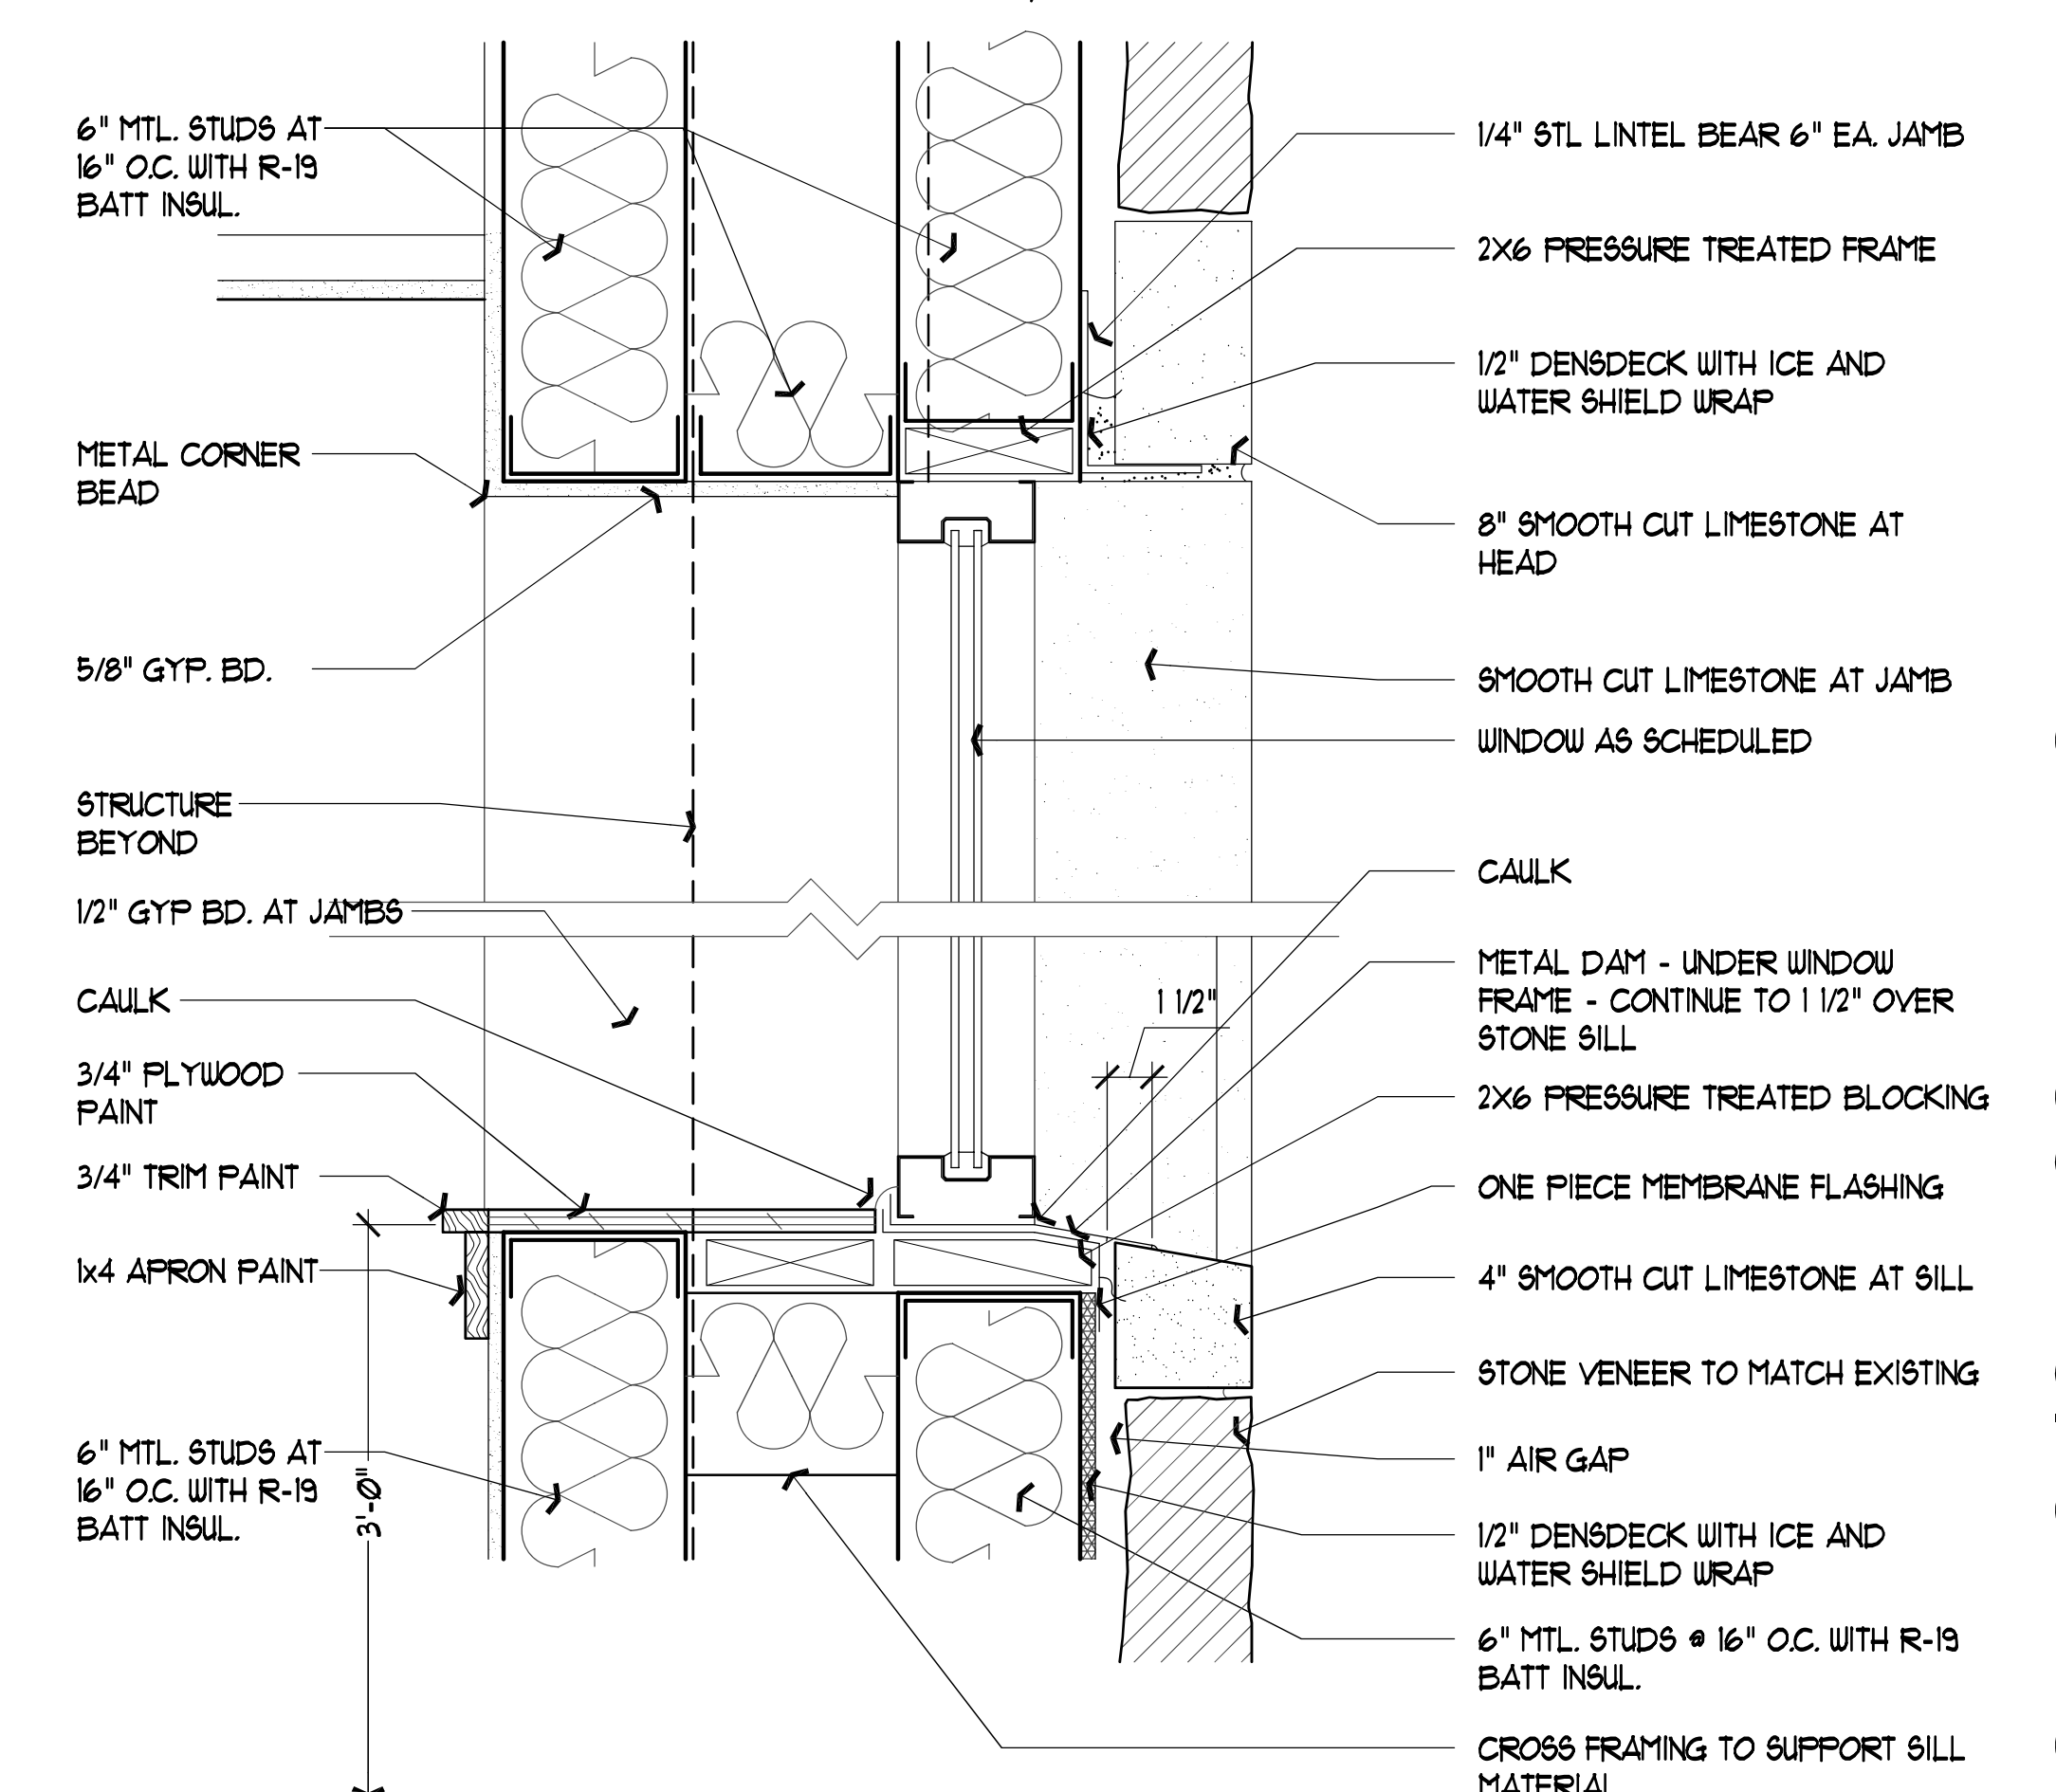 6" MTL. STUDS AT
16" O.C. WITH R-19
BATT INSUL.
METAL CORNER
BEAD
5/8" GYP. BD.
STRUCTURE
BEYOND
1/2" GYP BD. AT JAMBS
CAULK
3/4" PLYWOOD
PAINT
3/4" TRIM PAINT
1x4 APRON PAINT
6" MTL. STUDS AT
16" O.C. WITH R-19
BATT INSUL.
3'-0"
1 1/2"
1/4" STL LINTEL BEAR 6" EA. JAMB
2X6 PRESSURE TREATED FRAME
1/2" DENSDECK WITH ICE AND
WATER SHIELD WRAP
8" SMOOTH CUT LIMESTONE AT
HEAD
SMOOTH CUT LIMESTONE AT JAMB
WINDOW AS SCHEDULED
CAULK
METAL DAM - UNDER WINDOW
FRAME - CONTINUE TO 1 1/2" OVER
STONE SILL
2X6 PRESSURE TREATED BLOCKING
ONE PIECE MEMBRANE FLASHING
4" SMOOTH CUT LIMESTONE AT SILL
STONE VENEER TO MATCH EXISTING
1" AIR GAP
1/2" DENSDECK WITH ICE AND
WATER SHIELD WRAP
6" MTL. STUDS @ 16" O.C. WITH R-19
BATT INSUL.
CROSS FRAMING TO SUPPORT SILL
MATERIAL